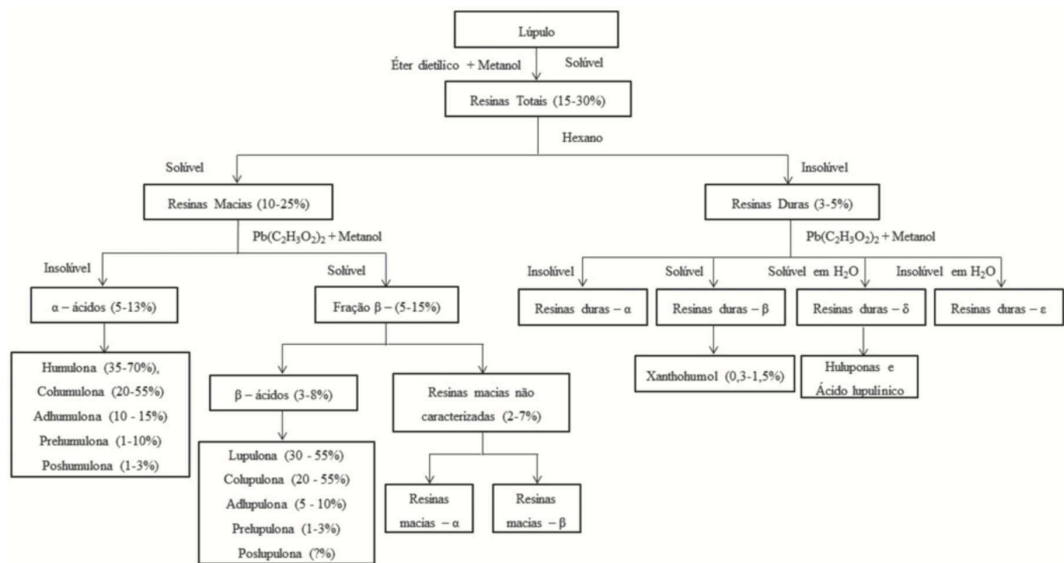 Lúpulo
Éter dietílico + Metanol
Solúvel
Resinas Totais (15-30%)
Hexano
Solúvel
Insolúvel
Resinas Macias (10-25%)
Resinas Duras (3-5%)
Pb(C₂H₃O₂)₂ + Metanol
Pb(C₂H₃O₂)₂ + Metanol
Insolúvel
Solúvel
Insolúvel
Solúvel
Solúvel em H₂O
Insolúvel em H₂O
α – ácidos (5-13%)
Fração β – (5-15%)
Resinas duras – α
Resinas duras – β
Resinas duras – δ
Resinas duras – ε
Humulona (35-70%),
Cohumulona (20-55%)
Adhumulona (10 - 15%)
Prehumulona (1-10%)
Poshumulona (1-3%)
β – ácidos (3-8%)
Resinas macias não
caracterizadas (2-7%)
Xanthohumol (0,3-1,5%)
Huluponas e
Ácido lupulínico
Lupulona (30 - 55%)
Colupulona (20 - 55%)
Adlupulona (5 - 10%)
Prelupulona (1-3%)
Poslupulona (?%)
Resinas
macias – α
Resinas
macias – β